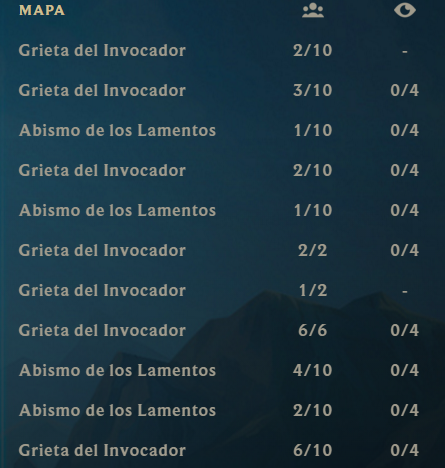 MAPA
Grieta del Invocador 2/10 -
Grieta del Invocador 3/10 0/4
Abismo de los Lamentos 1/10 0/4
Grieta del Invocador 2/10 0/4
Abismo de los Lamentos 1/10 0/4
Grieta del Invocador 2/2 0/4
Grieta del Invocador 1/2 -
Grieta del Invocador 6/6 0/4
Abismo de los Lamentos 4/10 0/4
Abismo de los Lamentos 2/10 0/4
Grieta del Invocador 6/10 0/4